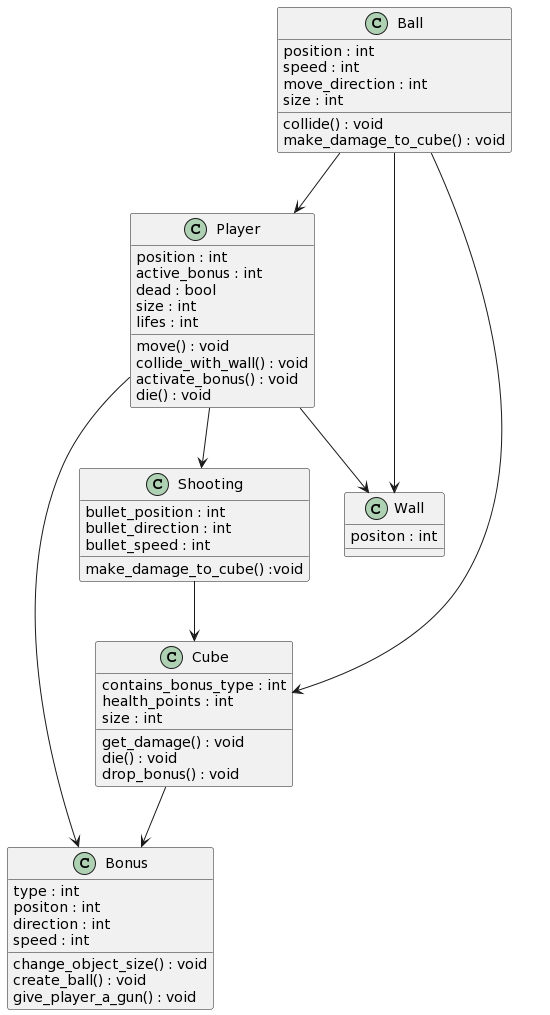 C Ball
position : int
speed : int
move_direction : int
size : int
collide() : void
make_damage_to_cube() : void
C Player
position : int
active_bonus : int
dead : bool
size : int
lifes : int
move() : void
collide_with_wall() : void
activate_bonus() : void
die() : void
C Shooting
bullet_position : int
bullet_direction : int
bullet_speed : int
make_damage_to_cube() :void
C Wall
positon : int
C Cube
contains_bonus_type : int
health_points : int
size : int
get_damage() : void
die() : void
drop_bonus() : void
C Bonus
type : int
positon : int
direction : int
speed : int
change_object_size() : void
create_ball() : void
give_player_a_gun() : void